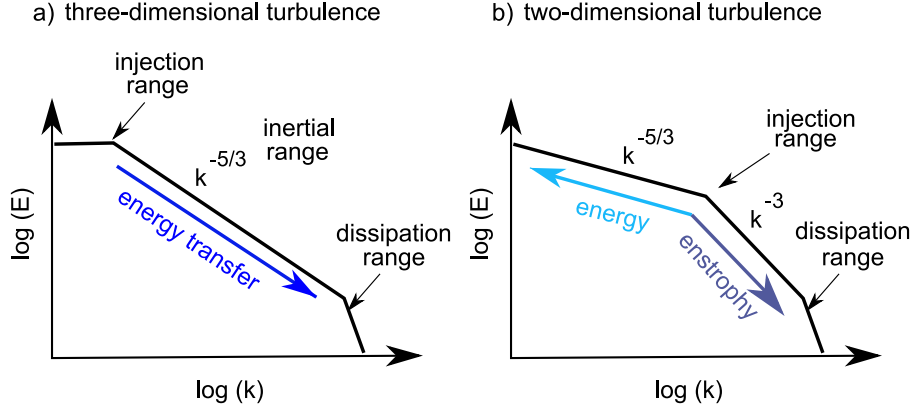 a) three-dimensional turbulence
injection
range
inertial
range
k -5/3
energy transfer
dissipation
range
log (E)
log (k)
b) two-dimensional turbulence
k -5/3
injection
range
k -3
energy
enstrophy
dissipation
range
log (E)
log (k)